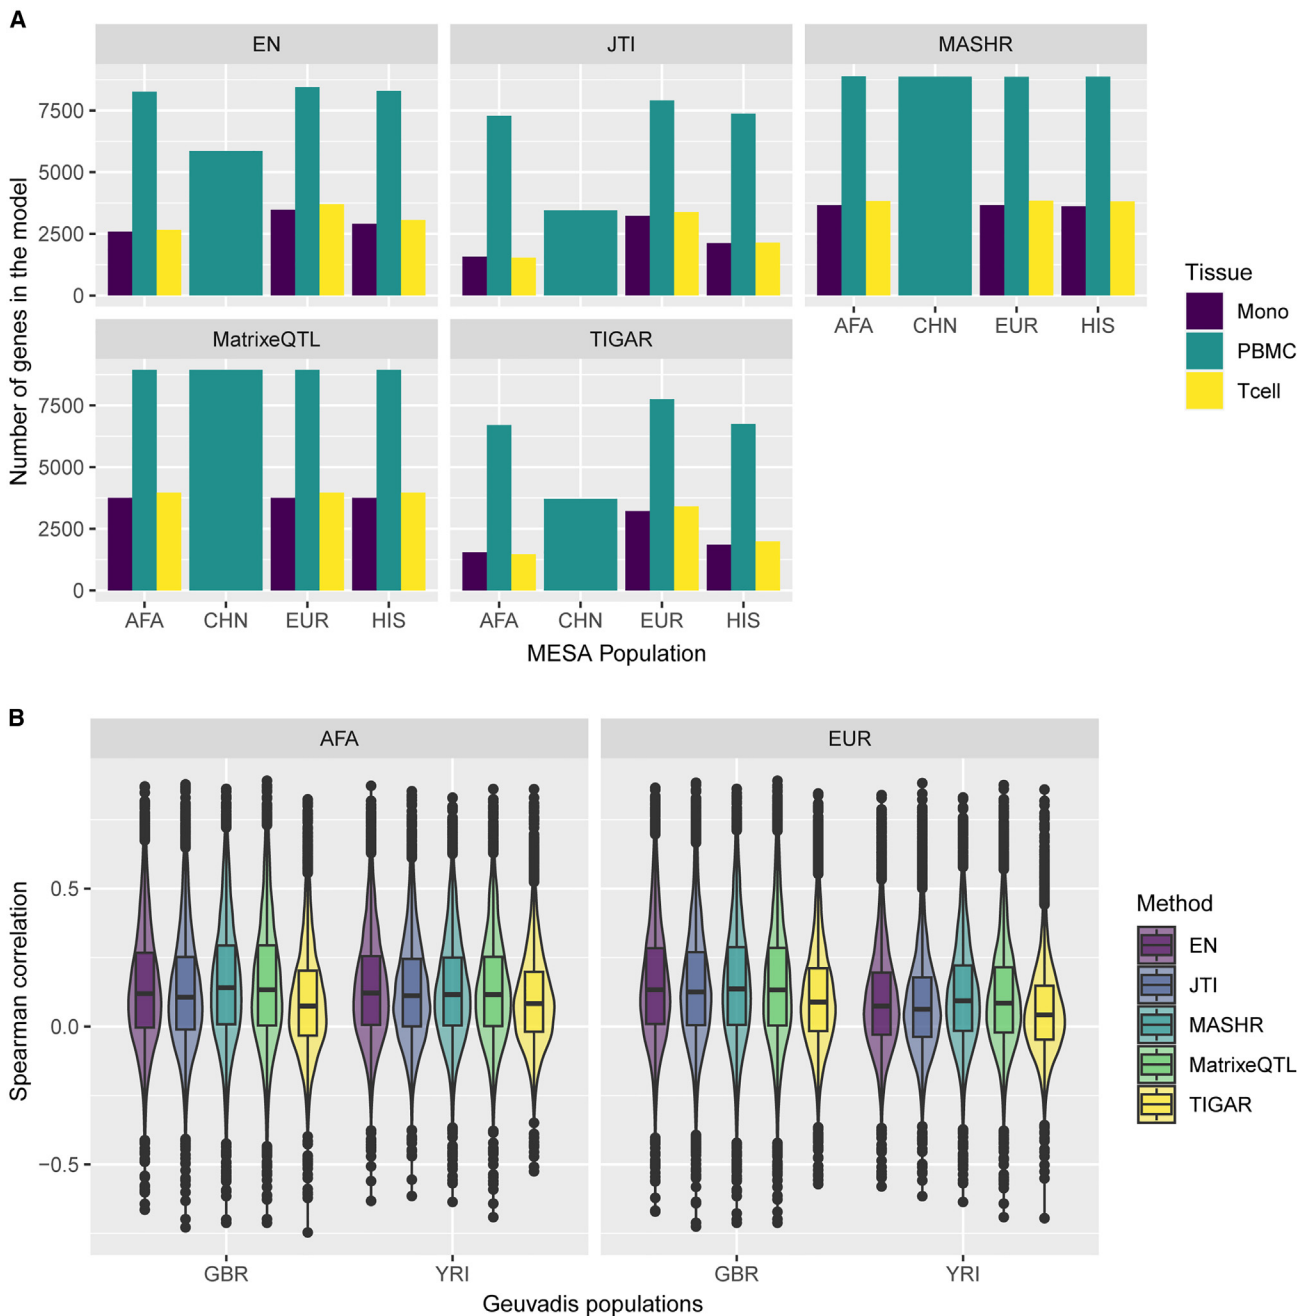 A
EN
JTI
MASHR
Number of genes in the model
7500
5000
2500
0
AFA
CHN
EUR
HIS
MatrixeQTL
TIGAR
7500
5000
2500
0
AFA
CHN
EUR
HIS
AFA
CHN
EUR
HIS
MESA Population
Tissue
Mono
PBMC
Tcell
B
AFA
EUR
Spearman correlation
0.5
0.0
−0.5
GBR
YRI
GBR
YRI
Geuvadis populations
Method
EN
JTI
MASHR
MatrixeQTL
TIGAR